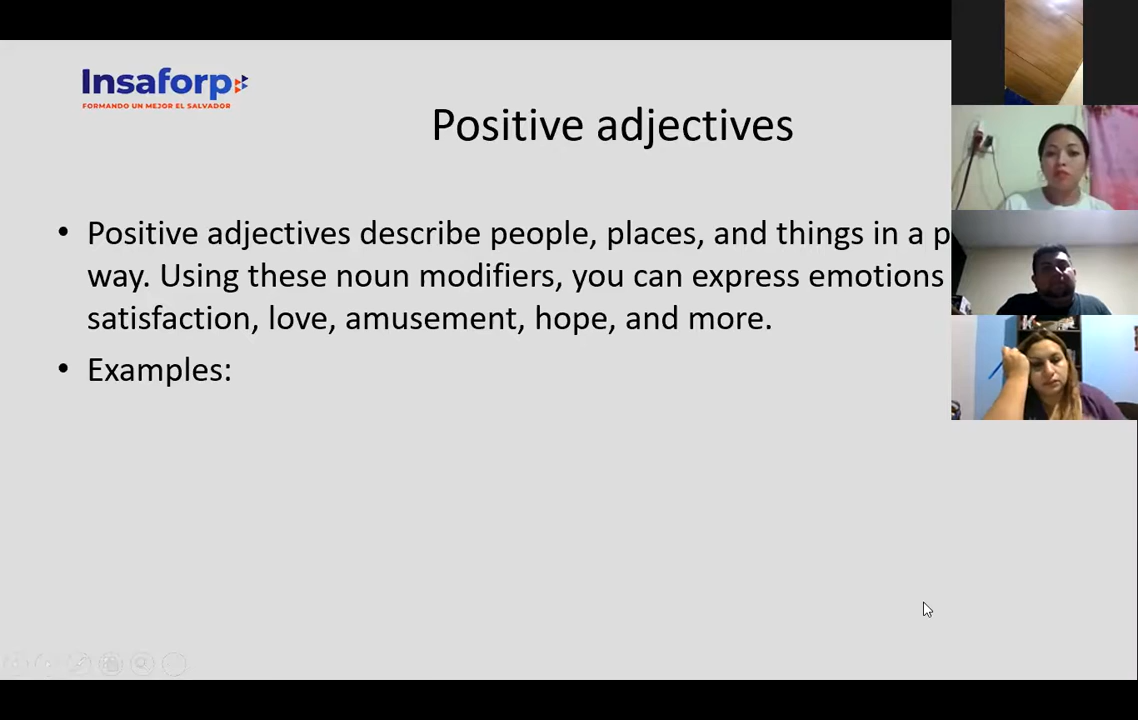 Insaforp
FORMANDO UN MEJOR EL SALVADOR
Positive adjectives
• Positive adjectives describe people, places, and things in a
way. Using these noun modifiers, you can express emotions
satisfaction, love, amusement, hope, and more.
• Examples: